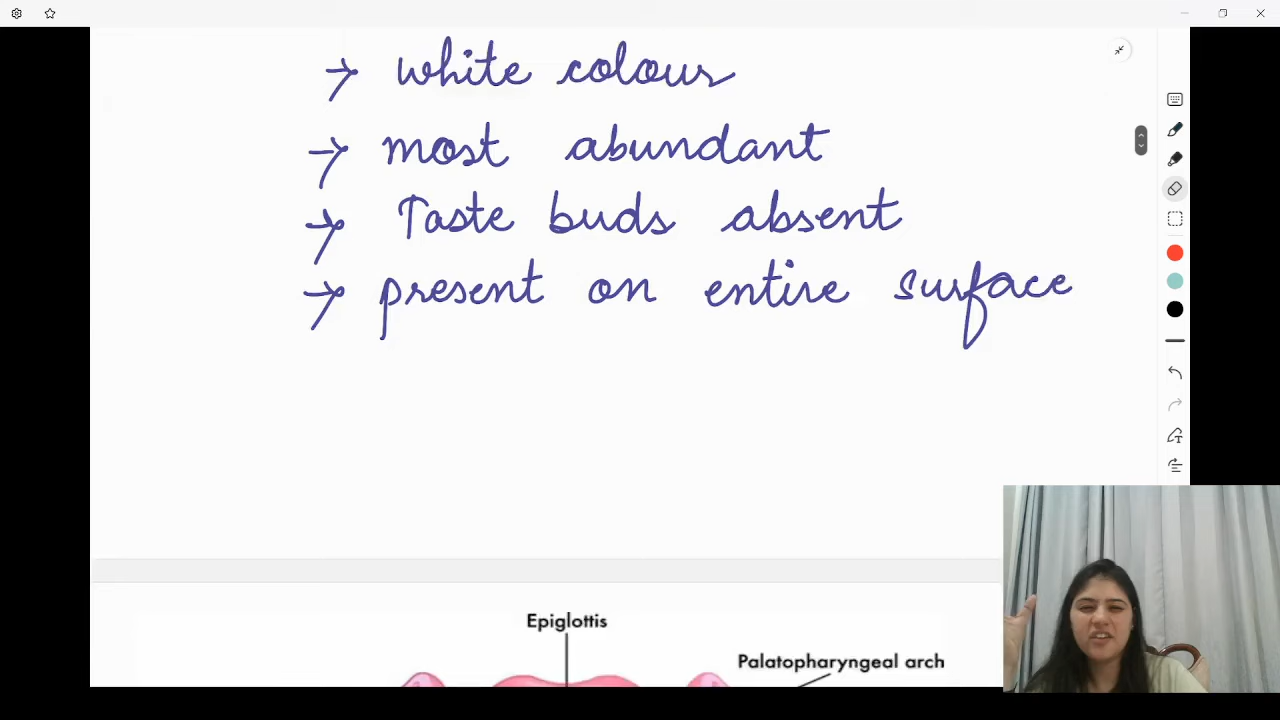 → white colour
→ most abundant
→ Taste buds absent
→ present on entire surface
Epiglottis
Palatopharyngeal arch